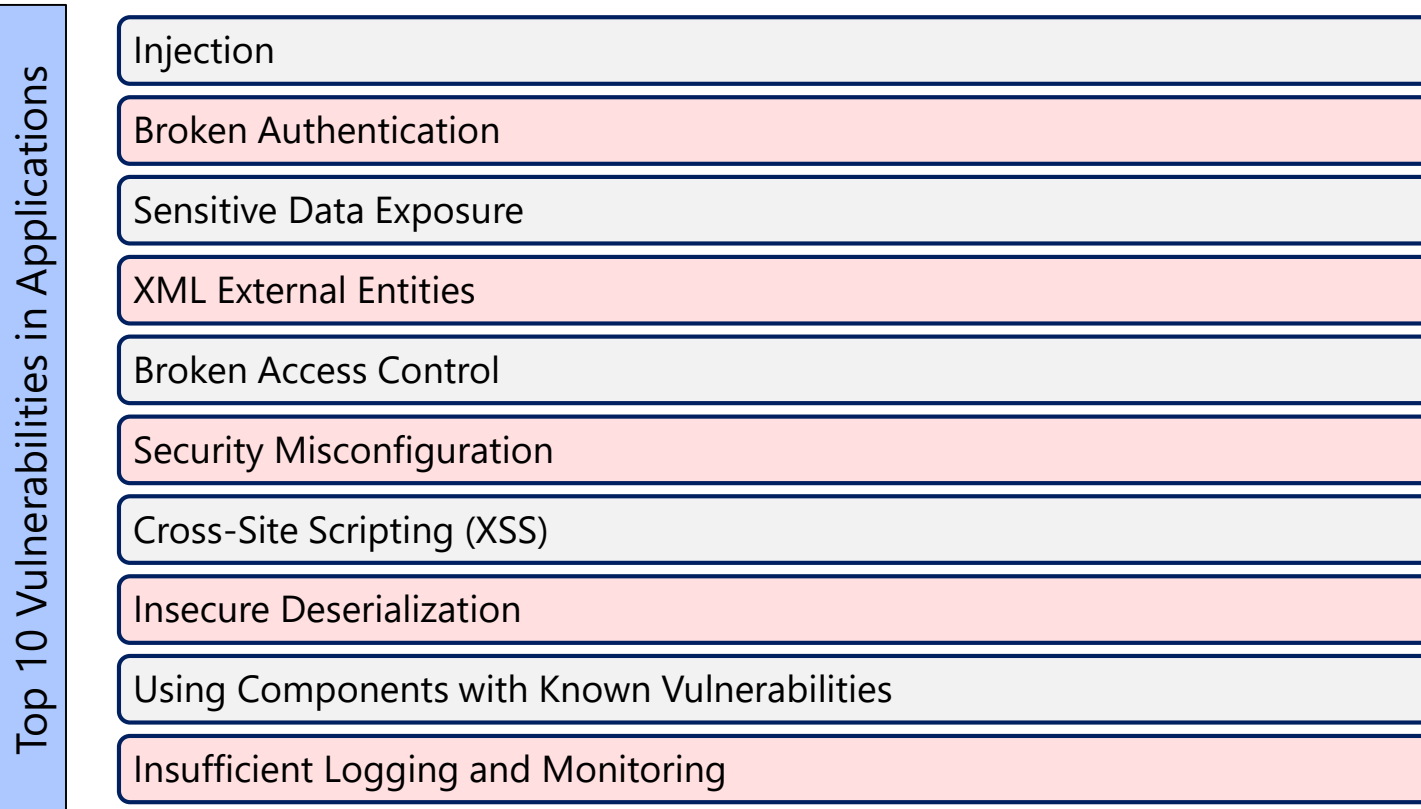 Top 10 Vulnerabilities in Applications
Injection
Broken Authentication
Sensitive Data Exposure
XML External Entities
Broken Access Control
Security Misconfiguration
Cross-Site Scripting (XSS)
Insecure Deserialization
Using Components with Known Vulnerabilities
Insufficient Logging and Monitoring